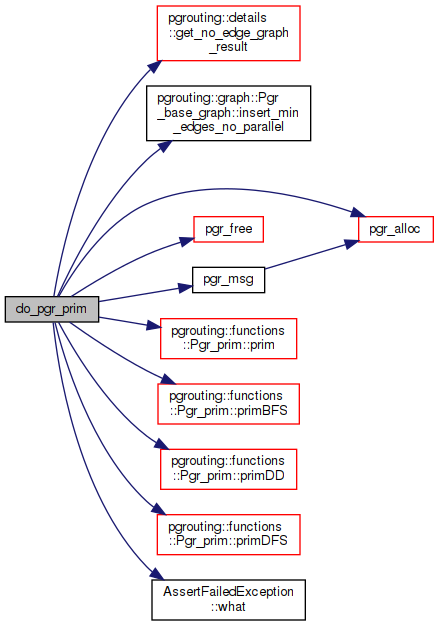 pgrouting::details
::get_no_edge_graph
_result
pgrouting::graph::Pgr
_base_graph::insert_min
_edges_no_parallel
pgr_free
pgr_alloc
pgr_msg
do_pgr_prim
pgrouting::functions
::Pgr_prim::prim
pgrouting::functions
::Pgr_prim::primBFS
pgrouting::functions
::Pgr_prim::primDD
pgrouting::functions
::Pgr_prim::primDFS
AssertFailedException
::what